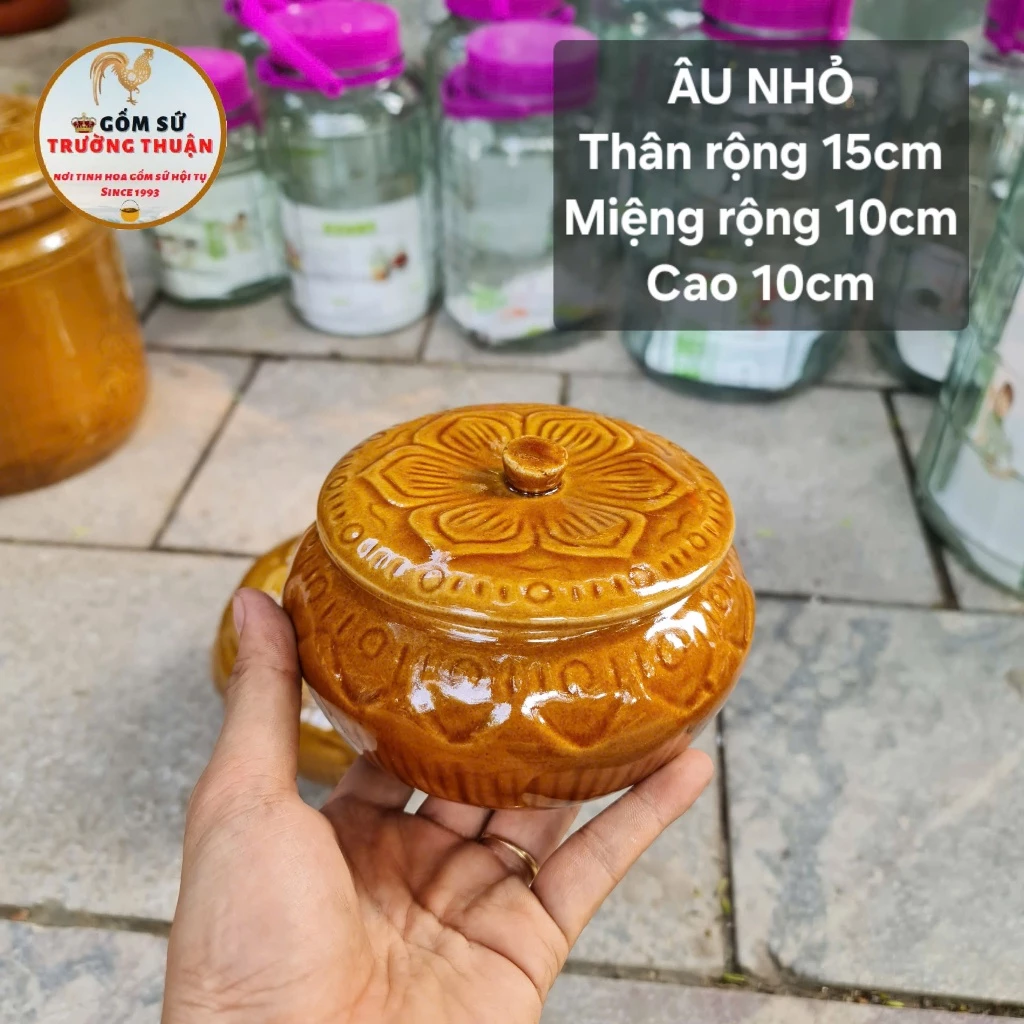 GỐM SỨ
TRƯỜNG THUẬN
NƠI TINH HOA GỐM SỨ HỘI TỤ
SINCE 1993
ÂU NHỎ
Thân rộng 15cm
Miệng rộng 10cm
Cao 10cm